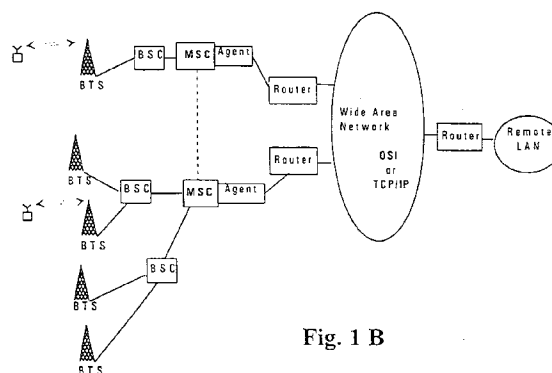 BTS
BSC
MSC
Agent
Router
Wide Area
Network
OSI
or
TCP/IP
Router
Remote
LAN
BTS
BTS
BSC
MSC
Agent
Router
BSC
BTS
BTS
Fig. 1 B